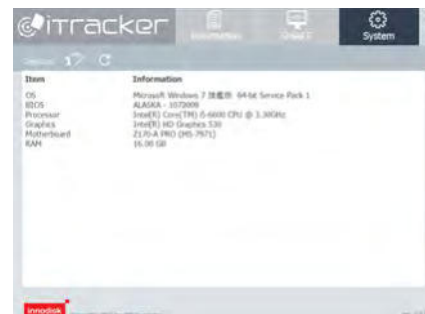 iTracker
System
Item Information
OS Microsoft Windows 7 旗艦版 64-bit Service Pack 1
BIOS ALASKA - 1072009
Processor Intel(R) Core(TM) i5-6600 CPU @ 3.30GHz
Graphics Intel(R) HD Graphics 530
Motherboard Z170-A PRO (MS-7971)
RAM 16.00 GB
innodisk